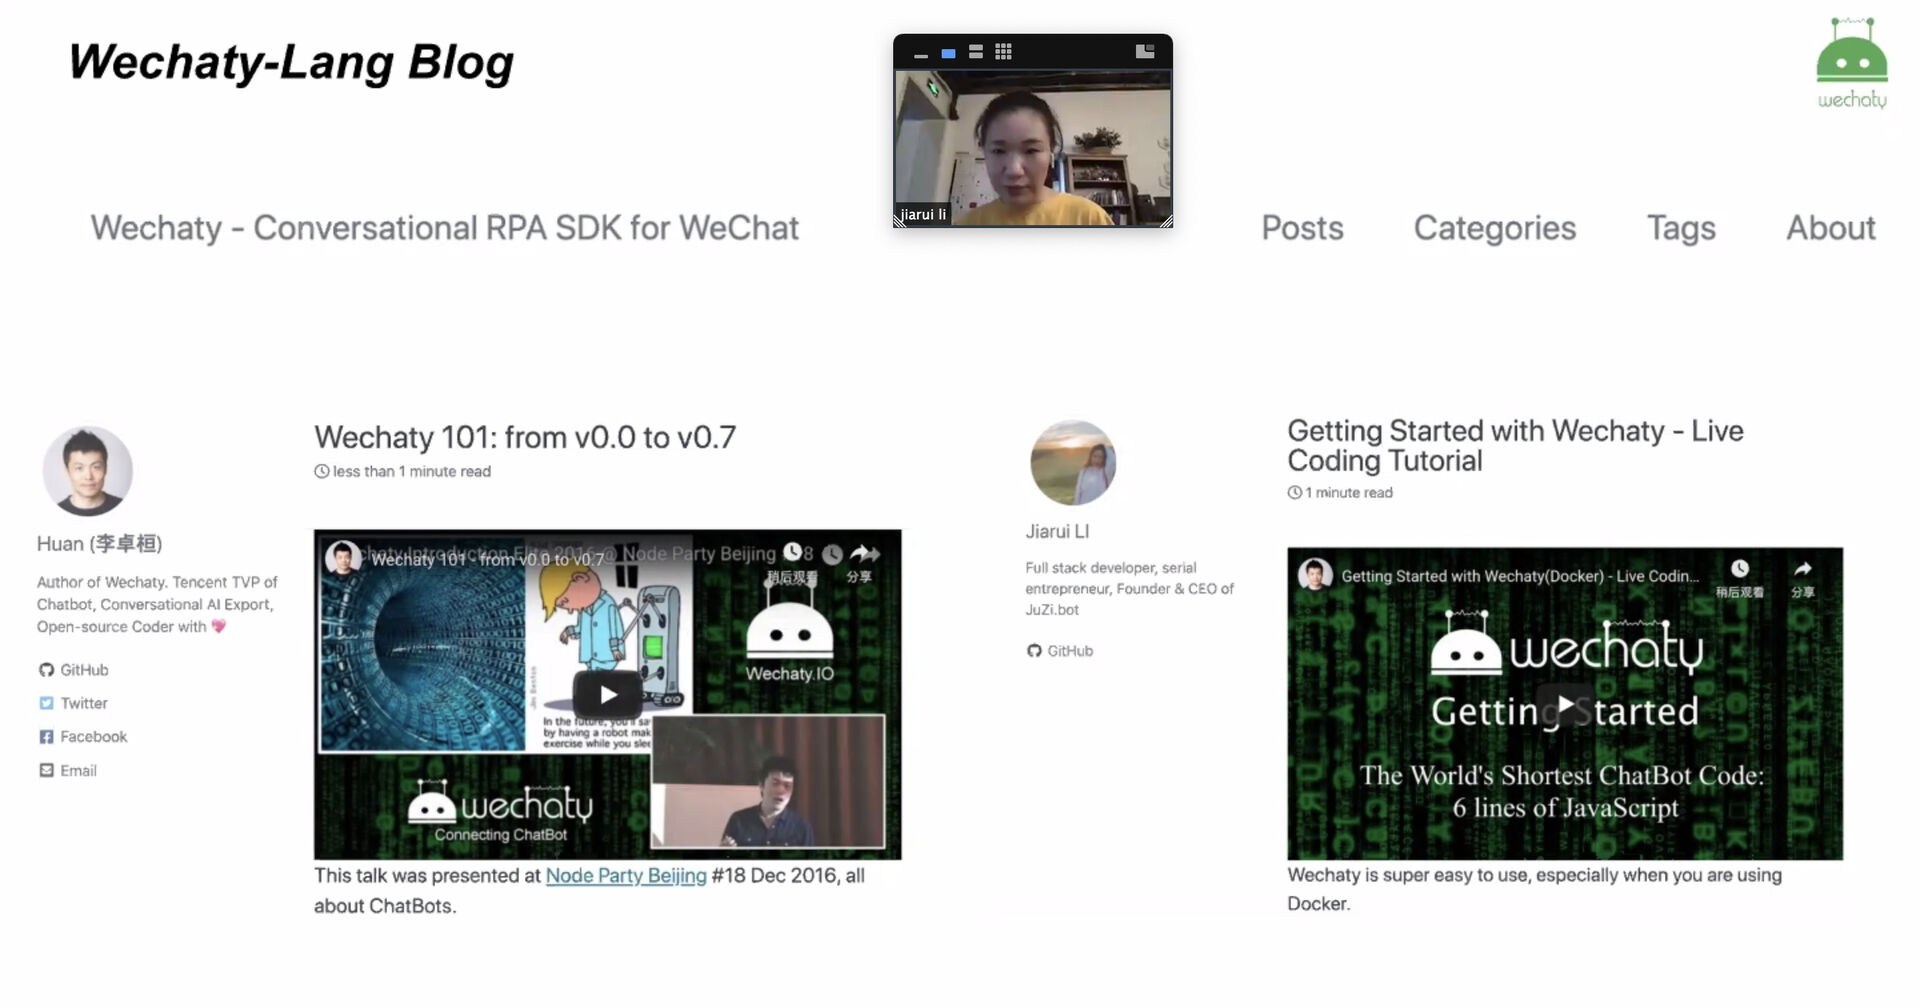 Wechaty-Lang Blog
wechaty
jiarui li
Wechaty - Conversational RPA SDK for WeChat
Posts
Categories
Tags
About
Huan (李卓桓)
Author of Wechaty. Tencent TVP of
Chatbot, Conversational AI Export,
Open-source Coder with 💖
GitHub
Twitter
Facebook
Email
Wechaty 101: from v0.0 to v0.7
less than 1 minute read
Wechaty 101 - from v0.0 to v0.7
Node Party Beijing
稍后观看
分享
Wechaty.IO
In the future, you'll
by having a robot
exercise while you
wechaty
Connecting ChatBot
This talk was presented at Node Party Beijing #18 Dec 2016, all
about ChatBots.
Jiarui LI
Full stack developer, serial
entrepreneur, Founder & CEO of
JuZi.bot
GitHub
Getting Started with Wechaty - Live
Coding Tutorial
1 minute read
Getting Started with Wechaty(Docker) - Live Codin...
稍后观看
分享
wechaty
Getting Started
The World's Shortest ChatBot Code:
6 lines of JavaScript
Wechaty is super easy to use, especially when you are using
Docker.